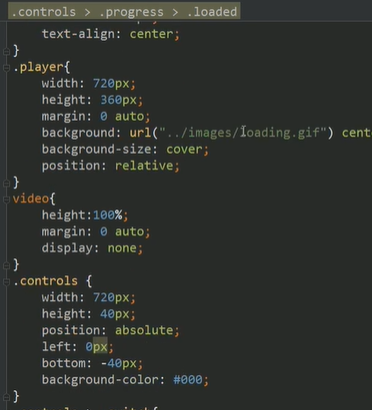 .controls > .progress > .loaded
text-align: center;
}
.player{
width: 720px;
height: 360px;
margin: 0 auto;
background: url("../images/loading.gif") cent
background-size: cover;
position: relative;
}
video{
height:100%;
margin: 0 auto;
display: none;
}
.controls {
width: 720px;
height: 40px;
position: absolute;
left: 0px;
bottom: -40px;
background-color: #000;
}